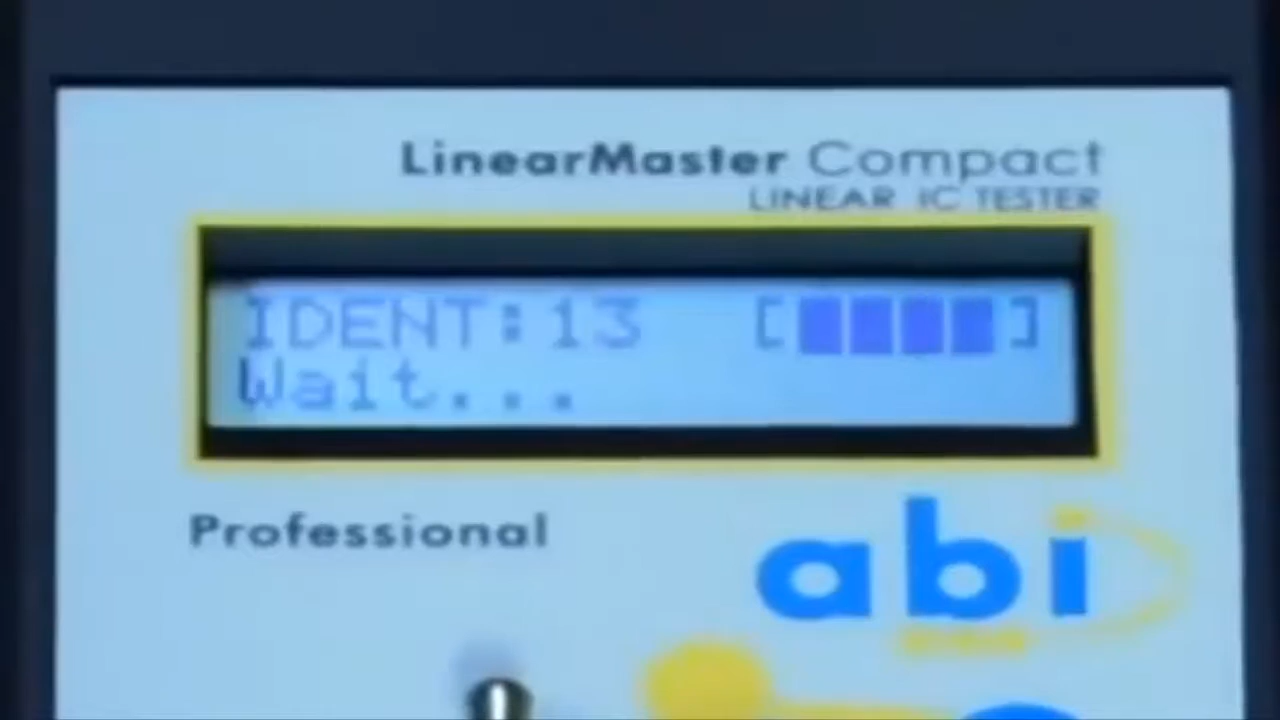 LinearMaster Compact
LINEAR IC TESTER
IDENT:13 [████]
Wait...
Professional
abi